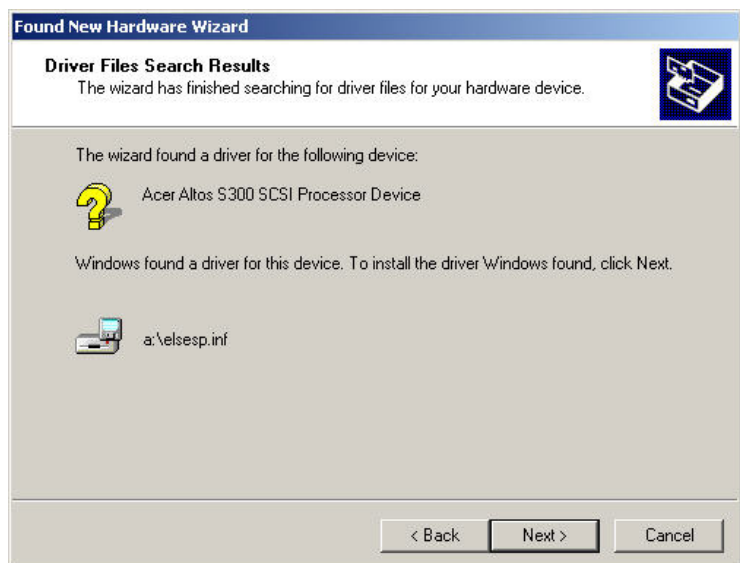 Found New Hardware Wizard
Driver Files Search Results
The wizard has finished searching for driver files for your hardware device.
The wizard found a driver for the following device:
Acer Altos S300 SCSI Processor Device
Windows found a driver for this device. To install the driver Windows found, click Next.
a:\elsesp.inf
< Back Next > Cancel